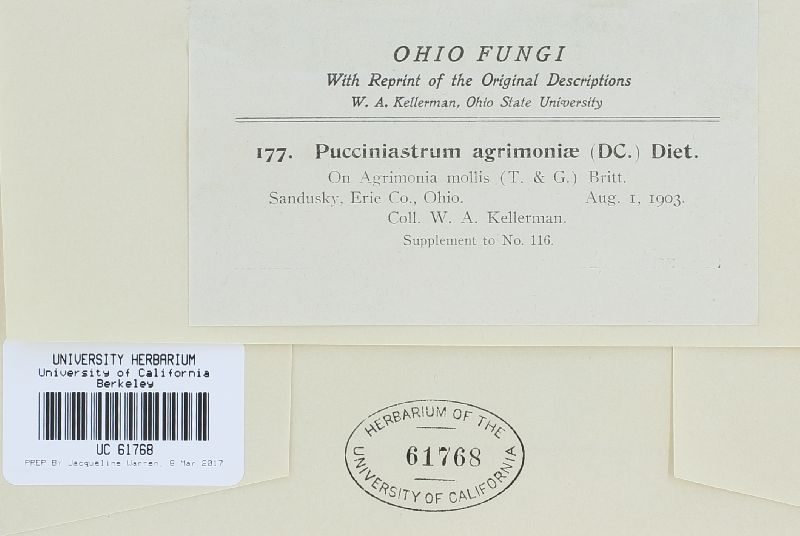 OHIO FUNGI
With Reprint of the Original Descriptions
W. A. Kellerman, Ohio State University
177. Pucciniastrum agrimoniæ (DC.) Diet.
On Agrimonia mollis (T. & G.) Britt.
Sandusky, Erie Co., Ohio. Aug. 1, 1903.
Coll. W. A. Kellerman.
Supplement to No. 116.
UNIVERSITY HERBARIUM
University of California
Berkeley
UC 61768
PREP BY Jacqueline Warren, 8 Mar 2017
HERBARIUM OF THE
61768
UNIVERSITY OF CALIFORNIA